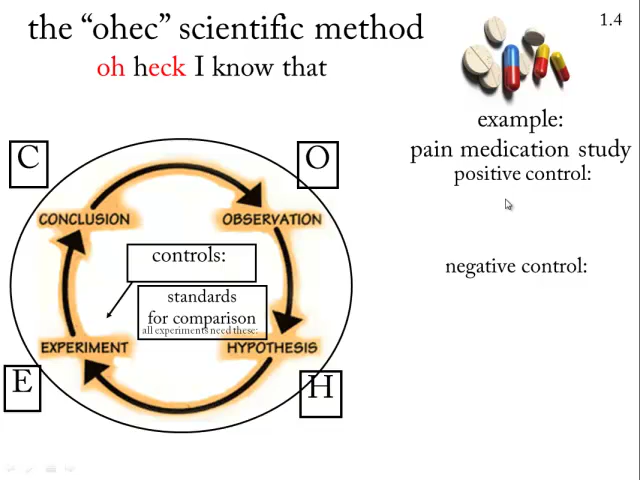 the “ohec” scientific method
1.4
oh heck I know that
example:
pain medication study
positive control:
negative control:
C
O
CONCLUSION
OBSERVATION
controls:
standards
for comparison
all experiments need these:
EXPERIMENT
HYPOTHESIS
E
H